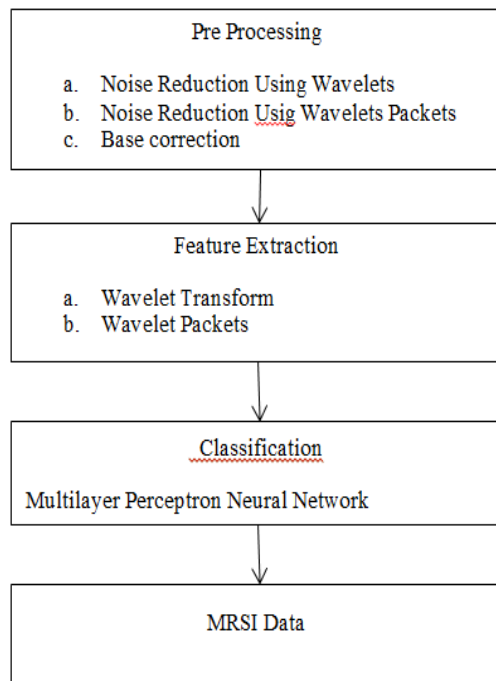 Pre Processing
a. Noise Reduction Using Wavelets
b. Noise Reduction Usig Wavelets Packets
c. Base correction
Feature Extraction
a. Wavelet Transform
b. Wavelet Packets
Classification
Multilayer Perceptron Neural Network
MRSI Data